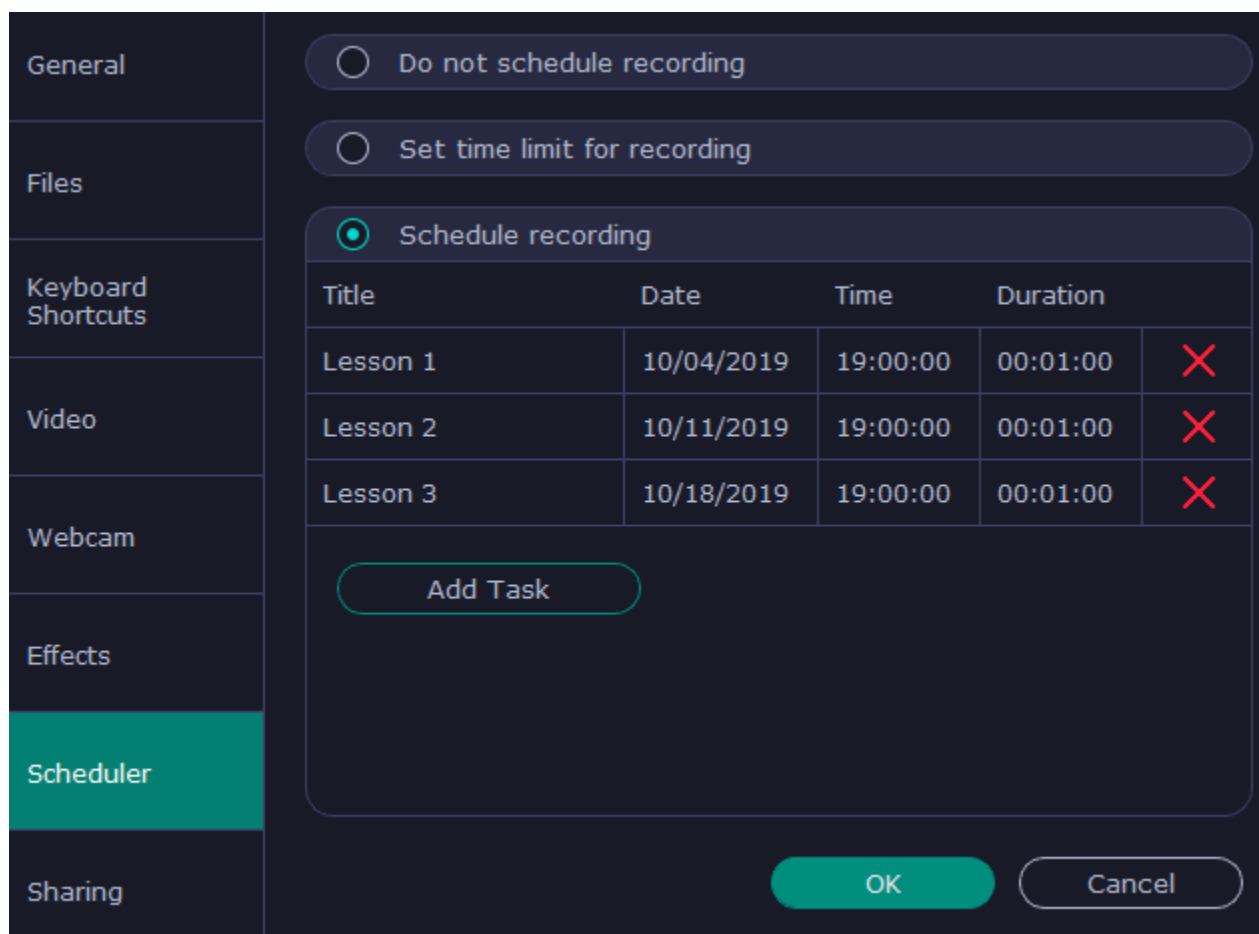 General
Files
Keyboard
Shortcuts
Video
Webcam
Effects
Scheduler
Sharing
Do not schedule recording
Set time limit for recording
Schedule recording
Title Date Time Duration
Lesson 1 10/04/2019 19:00:00 00:01:00
Lesson 2 10/11/2019 19:00:00 00:01:00
Lesson 3 10/18/2019 19:00:00 00:01:00
Add Task
OK Cancel